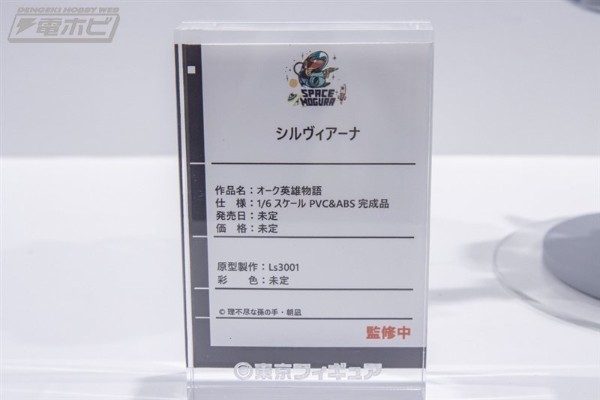 DENGEKI HOBBY WEB
電ホビ
SPACE
MOGURA
シルヴィアーナ
作品名：オーク英雄物語
仕　様：1/6 スケール PVC&ABS 完成品
発売日：未定
価　格：未定
原型製作：Ls3001
彩　　色：未定
© 理不尽な孫の手・朝凪
監修中
©東京フィギュア